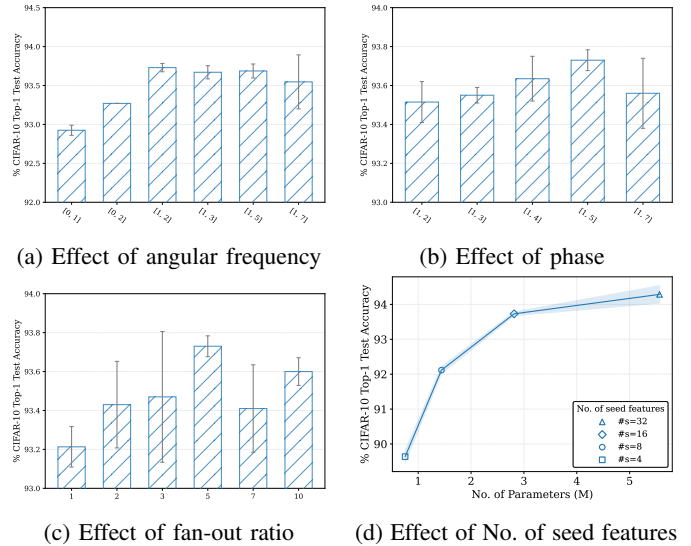 94.5
94.0
93.5
93.0
92.5
92.0
% CIFAR-10 Top-1 Test Accuracy
[0, 1]
[0, 2]
[1, 2]
[1, 3]
[1, 5]
[1, 7]
(a) Effect of angular frequency
94.0
93.8
93.6
93.4
93.2
93.0
% CIFAR-10 Top-1 Test Accuracy
[1, 2]
[1, 3]
[1, 4]
[1, 5]
[1, 7]
(b) Effect of phase
94.0
93.8
93.6
93.4
93.2
93.0
% CIFAR-10 Top-1 Test Accuracy
1 2 3 5 7 10
(c) Effect of fan-out ratio
94
93
92
91
90
% CIFAR-10 Top-1 Test Accuracy
No. of seed features
#s=32
#s=16
#s=8
#s=4
1 2 3 4 5
No. of Parameters (M)
(d) Effect of No. of seed features